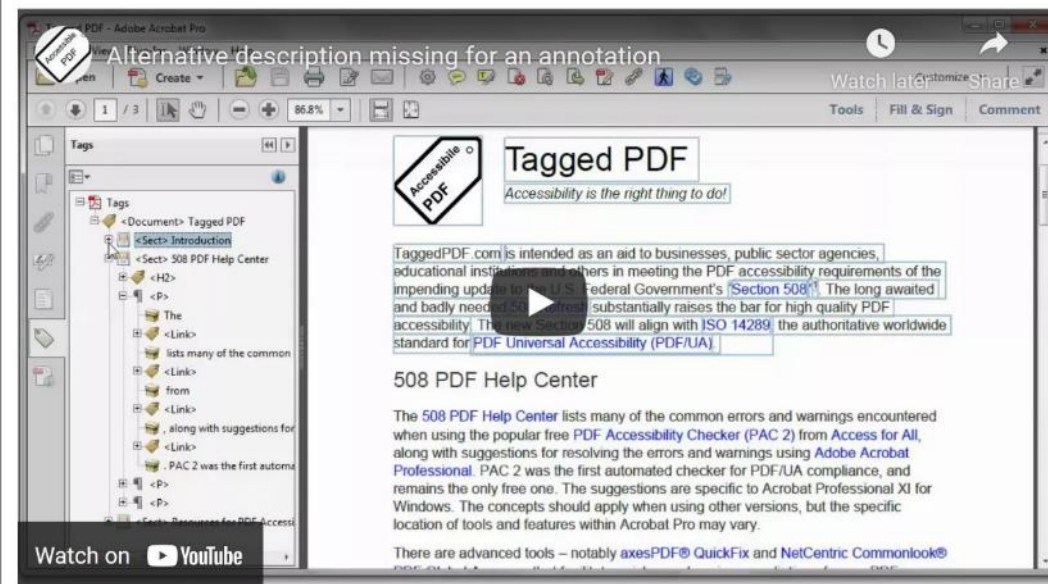 Tagged PDF - Adobe Acrobat Pro
Accessible PDF
Alternative description missing for an annotation
Watch later
Share
Create
Customize
1 / 3
86.8%
Tools
Fill & Sign
Comment
Tags
Tags
<Document> Tagged PDF
<Sect> Introduction
<Sect> 508 PDF Help Center
<H2>
<P>
The
<Link>
lists many of the common
<Link>
from
<Link>
, along with suggestions for
<Link>
. PAC 2 was the first automa
<P>
<P>
<Sect> Resources for PDF Accessi
Watch on YouTube
Accessibile
PDF
Tagged PDF
Accessibility is the right thing to do!
TaggedPDF.com is intended as an aid to businesses, public sector agencies,
educational institutions and others in meeting the PDF accessibility requirements of the
impending update to the U.S. Federal Government's "Section 508". The long awaited
and badly needed 508 Refresh substantially raises the bar for high quality PDF
accessibility. The new Section 508 will align with ISO 14289, the authoritative worldwide
standard for PDF Universal Accessibility (PDF/UA).
508 PDF Help Center
The 508 PDF Help Center lists many of the common errors and warnings encountered
when using the popular free PDF Accessibility Checker (PAC 2) from Access for All,
along with suggestions for resolving the errors and warnings using Adobe Acrobat
Professional. PAC 2 was the first automated checker for PDF/UA compliance, and
remains the only free one. The suggestions are specific to Acrobat Professional XI for
Windows. The concepts should apply when using other versions, but the specific
location of tools and features within Acrobat Pro may vary.
There are advanced tools – notably axesPDF® QuickFix and NetCentric Commonlook®